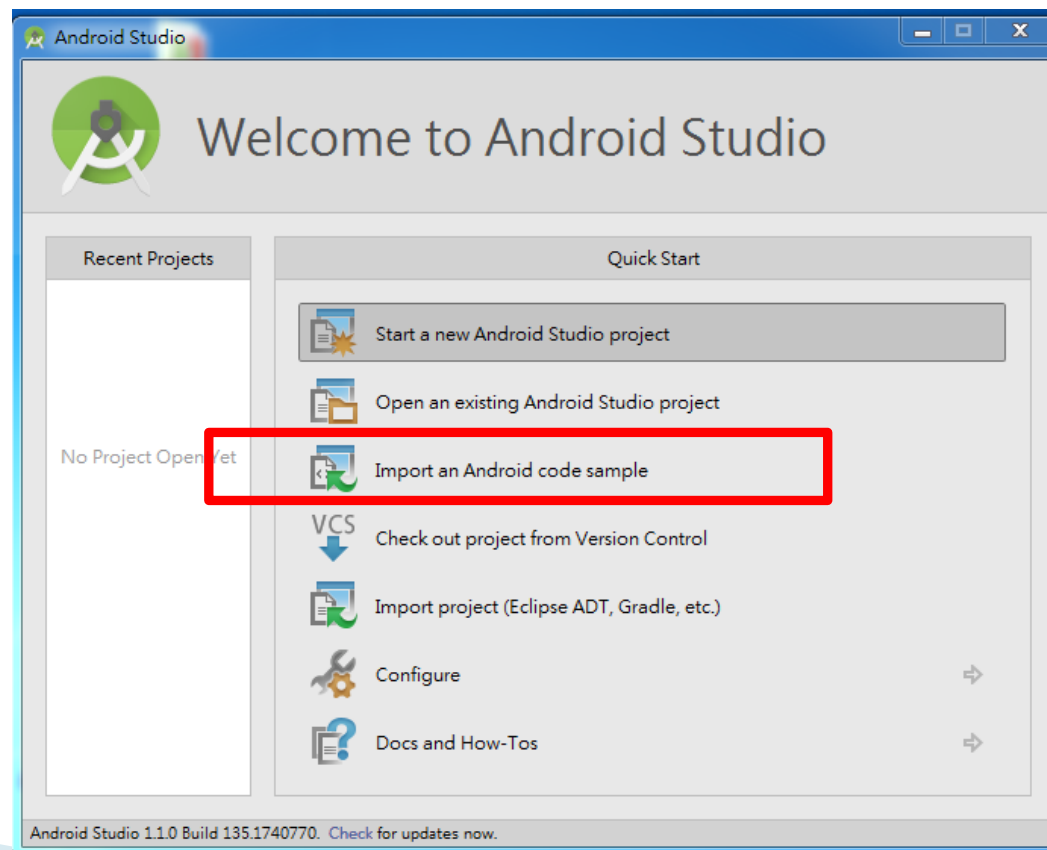 Android Studio
Welcome to Android Studio
Recent Projects
No Project Open Yet
Quick Start
Start a new Android Studio project
Open an existing Android Studio project
Import an Android code sample
VCS
Check out project from Version Control
Import project (Eclipse ADT, Gradle, etc.)
Configure
Docs and How-Tos
Android Studio 1.1.0 Build 135.1740770. Check for updates now.